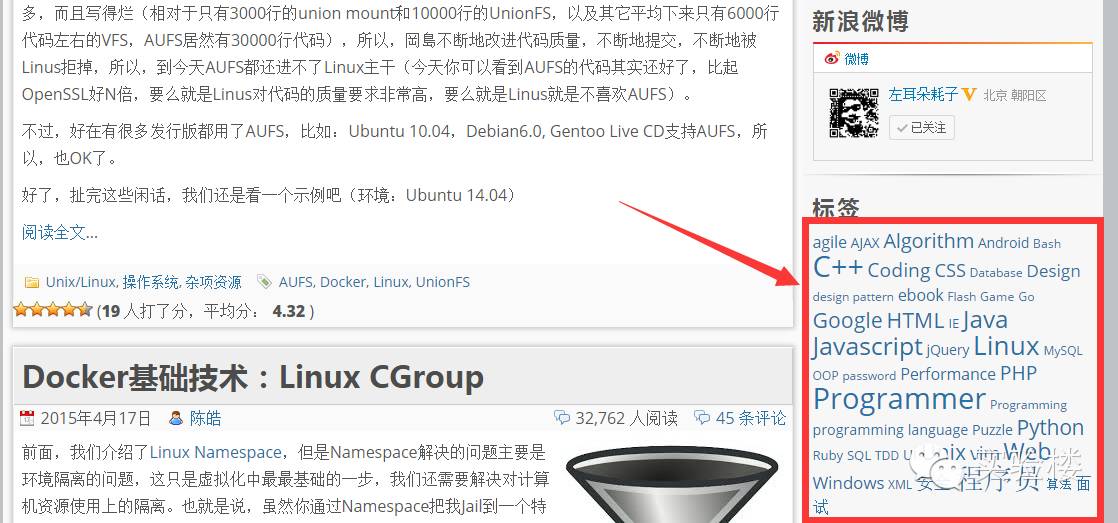 多，而且写得烂（相对于只有3000行的union mount和10000行的UnionFS，以及其它平均下来只有6000行
代码左右的VFS，AUFS居然有30000行代码），所以，岡島不断地改进代码质量，不断地提交，不断地被
Linus拒掉，所以，到今天AUFS都还进不了Linux主干（今天你可以看到AUFS的代码其实还好了，比起
OpenSSL好N倍，要么就是Linus对代码的质量要求非常高，要么就是Linus就是不喜欢AUFS）。
不过，好在有很多发行版都用了AUFS，比如：Ubuntu 10.04，Debian6.0, Gentoo Live CD支持AUFS，所
以，也OK了。
好了，扯完这些闲话，我们还是看一个示例吧（环境：Ubuntu 14.04）
阅读全文...
Unix/Linux, 操作系统, 杂项资源 AUFS, Docker, Linux, UnionFS
(19 人打了分，平均分： 4.32 )
Docker基础技术：Linux CGroup
2015年4月17日 陈皓 32,762 人阅读 45 条评论
前面，我们介绍了Linux Namespace，但是Namespace解决的问题主要是
环境隔离的问题，这只是虚拟化中最最基础的一步，我们还需要解决对计算
机资源使用上的隔离。也就是说，虽然你通过Namespace把我Jail到一个特
新浪微博
微博
左耳朵耗子 北京 朝阳区
已关注
标签
agile AJAX Algorithm Android Bash
C++ Coding CSS Database Design
design pattern ebook Flash Game Go
Google HTML IE Java
Javascript jQuery Linux MySQL
OOP password Performance PHP
Programmer Programming
programming language Puzzle Python
Ruby SQL TDD vim Web
Windows XML 程序员 算法 面
试
实验楼